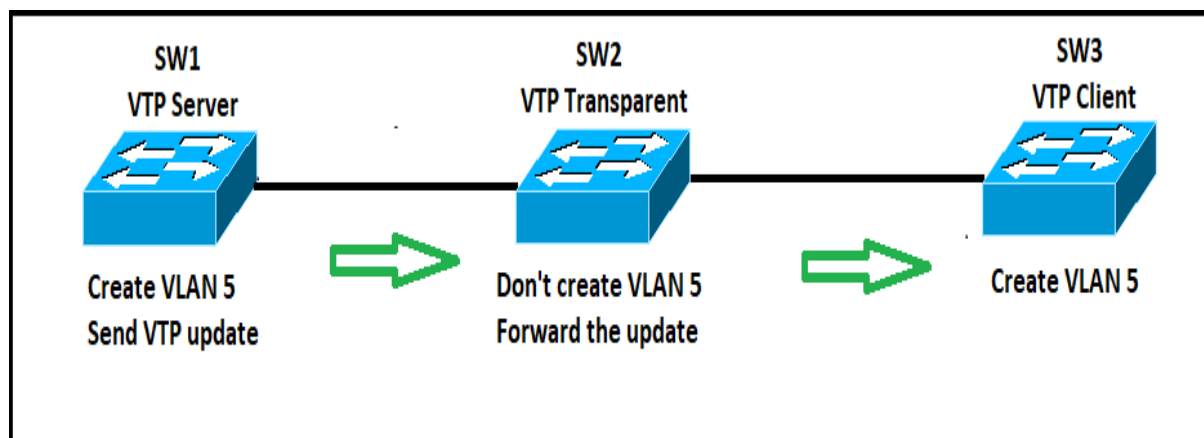 SW1
VTP Server
SW2
VTP Transparent
SW3
VTP Client
Create VLAN 5
Send VTP update
Don't create VLAN 5
Forward the update
Create VLAN 5